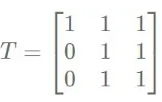 T = [1 1 1
0 1 1
0 1 1]